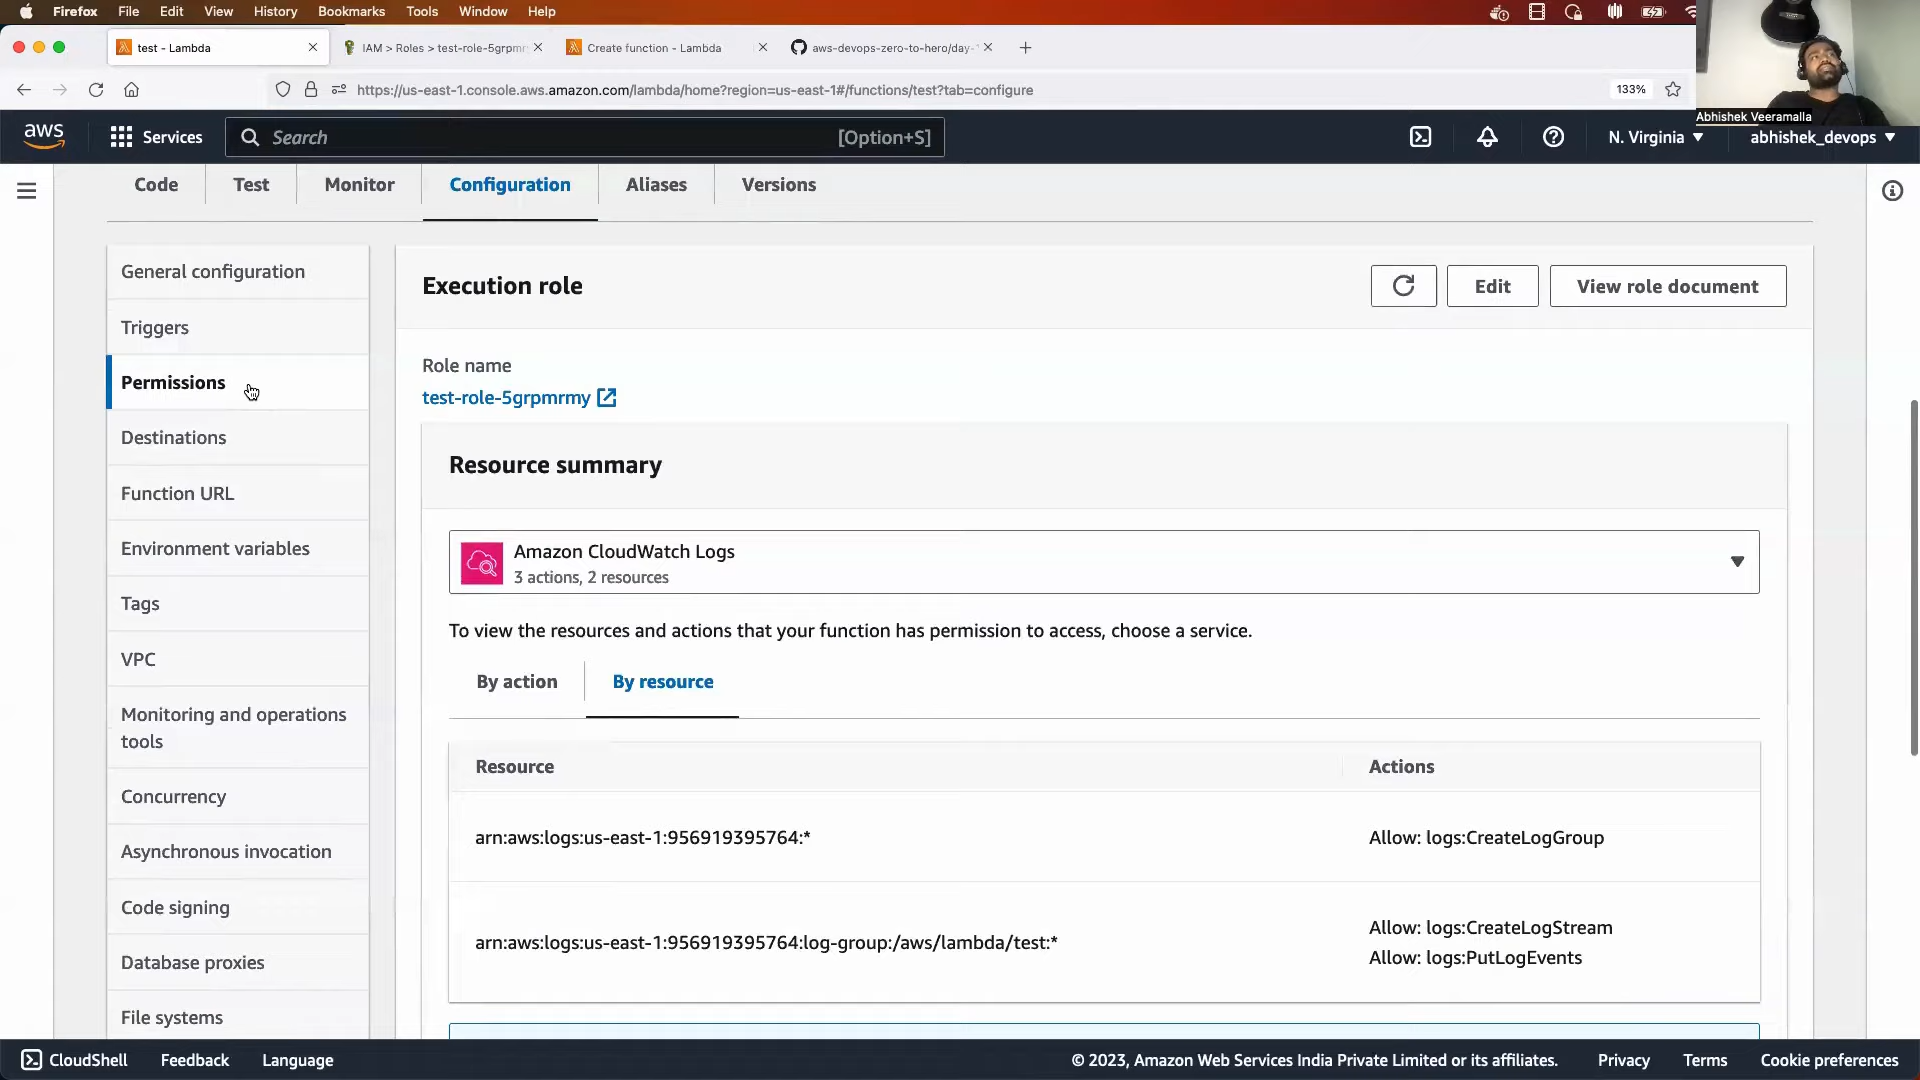 Firefox File Edit View History Bookmarks Tools Window Help
test - Lambda
IAM > Roles > test-role-5grpmr
Create function - Lambda
aws-devops-zero-to-hero/day-
https://us-east-1.console.aws.amazon.com/lambda/home?region=us-east-1#/functions/test?tab=configure
133%
Abhishek Veeramalla
aws
Services
Search
[Option+S]
N. Virginia
abhishek_devops
Code
Test
Monitor
Configuration
Aliases
Versions
General configuration
Triggers
Permissions
Destinations
Function URL
Environment variables
Tags
VPC
Monitoring and operations
tools
Concurrency
Asynchronous invocation
Code signing
Database proxies
File systems
Execution role
Edit
View role document
Role name
test-role-5grpmrmy
Resource summary
Amazon CloudWatch Logs
3 actions, 2 resources
To view the resources and actions that your function has permission to access, choose a service.
By action
By resource
Resource
Actions
arn:aws:logs:us-east-1:956919395764:*
Allow: logs:CreateLogGroup
arn:aws:logs:us-east-1:956919395764:log-group:/aws/lambda/test:*
Allow: logs:CreateLogStream
Allow: logs:PutLogEvents
CloudShell
Feedback
Language
© 2023, Amazon Web Services India Private Limited or its affiliates.
Privacy
Terms
Cookie preferences